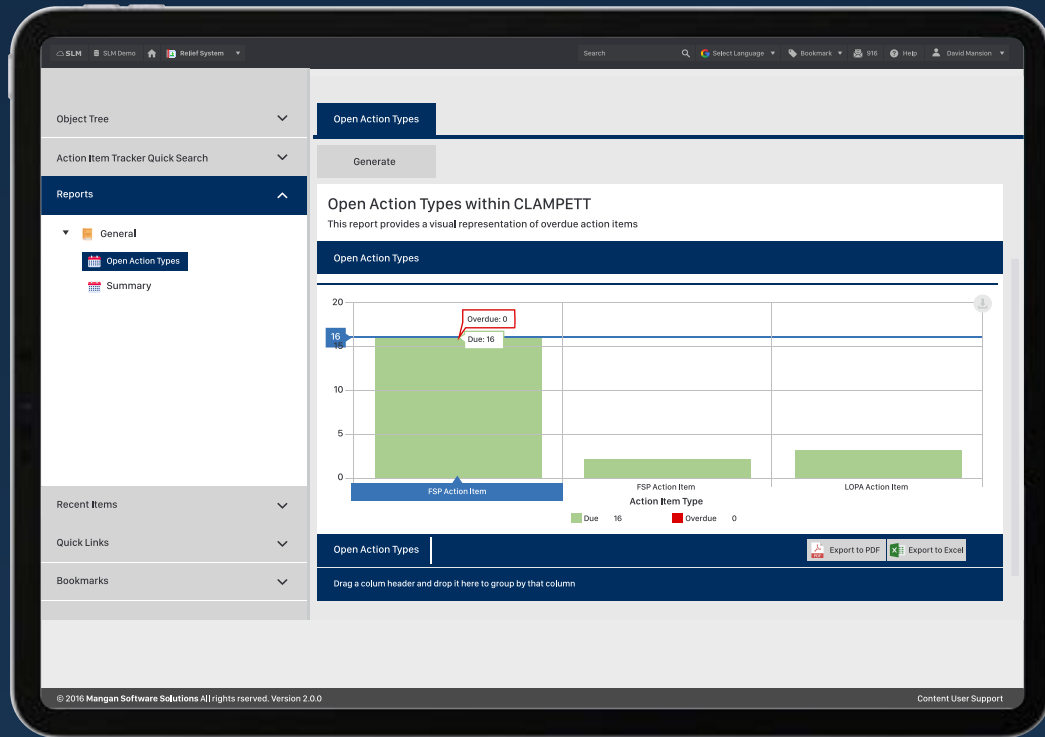 SLM SLM Demo Relief System Search Select Language Bookmark 916 Help David Mansion
Object Tree
Action Item Tracker Quick Search
Reports
General
Open Action Types
Summary
Recent Items
Quick Links
Bookmarks
Open Action Types
Generate
Open Action Types within CLAMPETT
This report provides a visual representation of overdue action items
Open Action Types
20
Overdue: 0
16
Due: 16
15
10
5
0
FSP Action Item FSP Action Item LOPA Action Item
Action Item Type
Due 16 Overdue 0
Open Action Types Export to PDF Export to Excel
Drag a colum header and drop it here to group by that column
© 2016 Mangan Software Solutions All rights rserved. Version 2.0.0 Content User Support